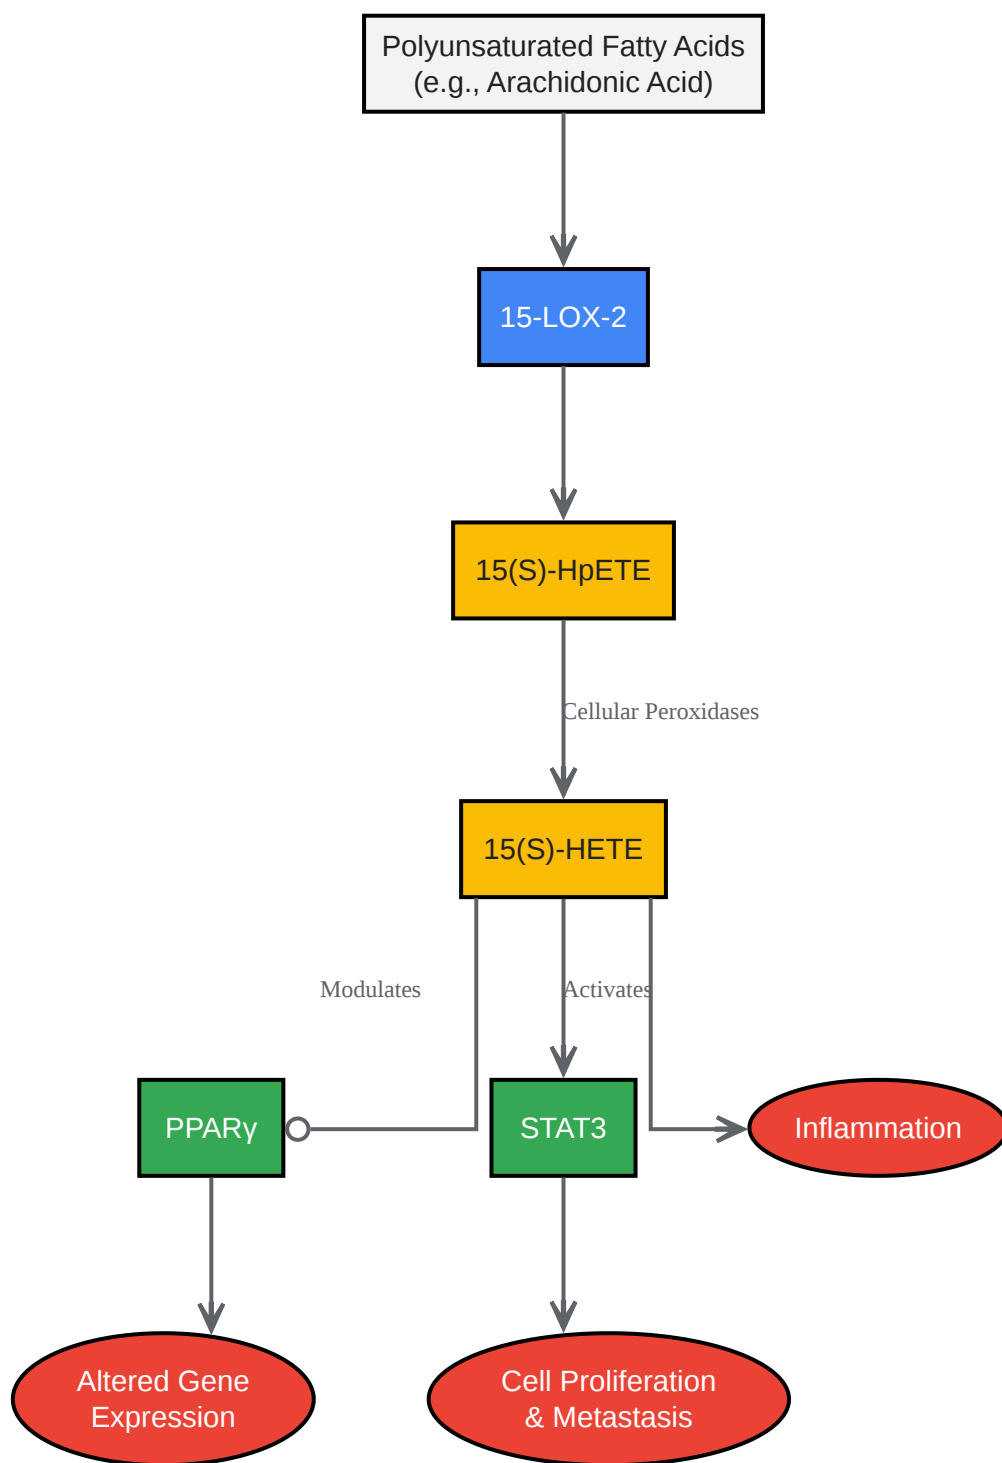 Polyunsaturated Fatty Acids
(e.g., Arachidonic Acid)
15-LOX-2
15(S)-HpETE
Cellular Peroxidases
15(S)-HETE
Modulates
Activates
PPARγ
STAT3
Inflammation
Altered Gene
Expression
Cell Proliferation
& Metastasis